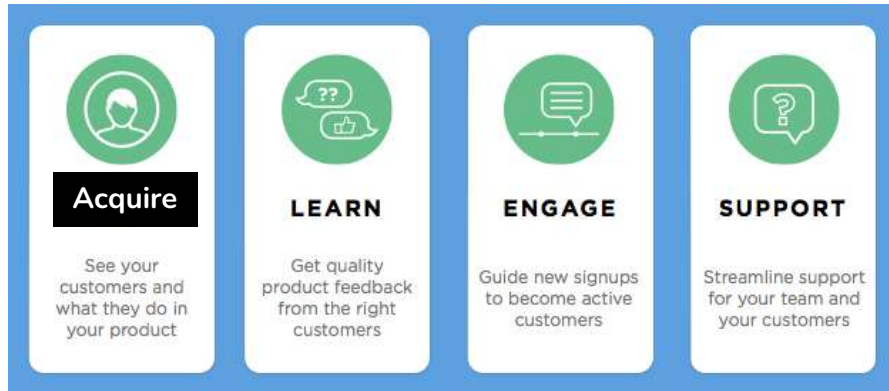 ??
?
Acquire
LEARN
ENGAGE
SUPPORT
See your
customers and
what they do in
your product
Get quality
product feedback
from the right
customers
Guide new signups
to become active
customers
Streamline support
for your team and
your customers